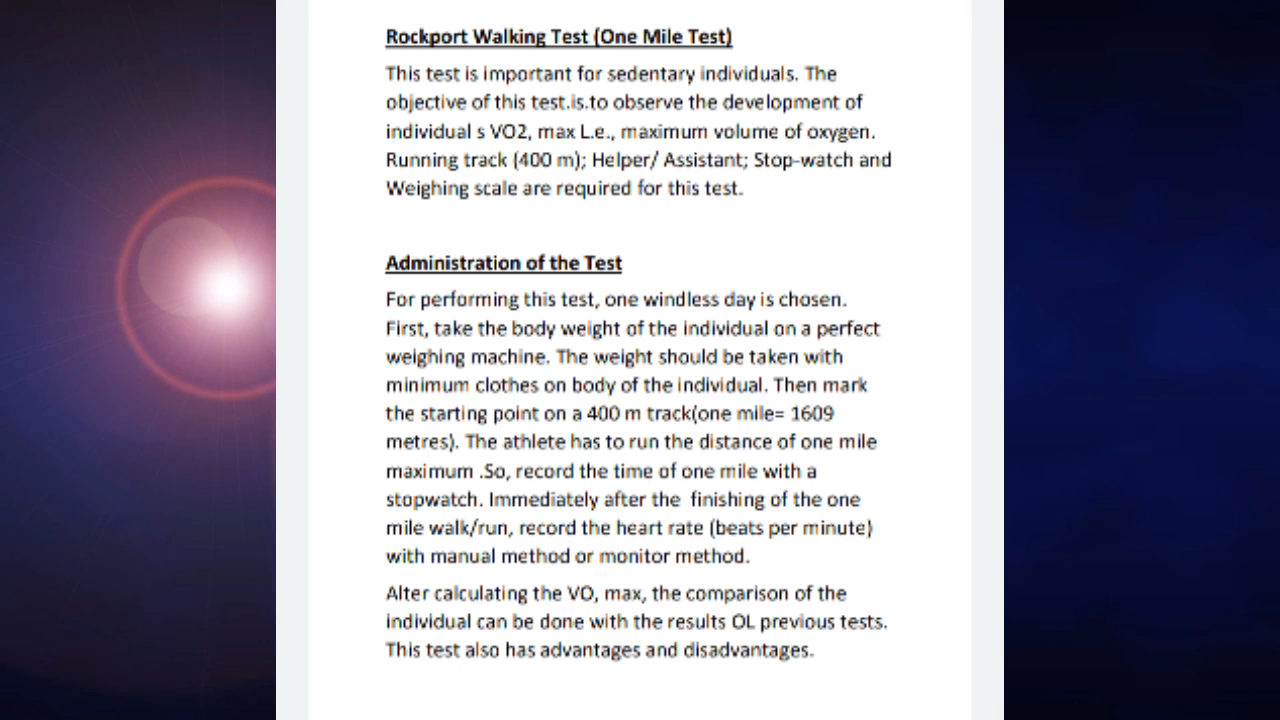 Rockport Walking Test (One Mile Test)
This test is important for sedentary individuals. The
objective of this test.is.to observe the development of
individual s VO2, max L.e., maximum volume of oxygen.
Running track (400 m); Helper/ Assistant; Stop-watch and
Weighing scale are required for this test.
Administration of the Test
For performing this test, one windless day is chosen.
First, take the body weight of the individual on a perfect
weighing machine. The weight should be taken with
minimum clothes on body of the individual. Then mark
the starting point on a 400 m track(one mile= 1609
metres). The athlete has to run the distance of one mile
maximum .So, record the time of one mile with a
stopwatch. Immediately after the finishing of the one
mile walk/run, record the heart rate (beats per minute)
with manual method or monitor method.
Alter calculating the VO, max, the comparison of the
individual can be done with the results OL previous tests.
This test also has advantages and disadvantages.